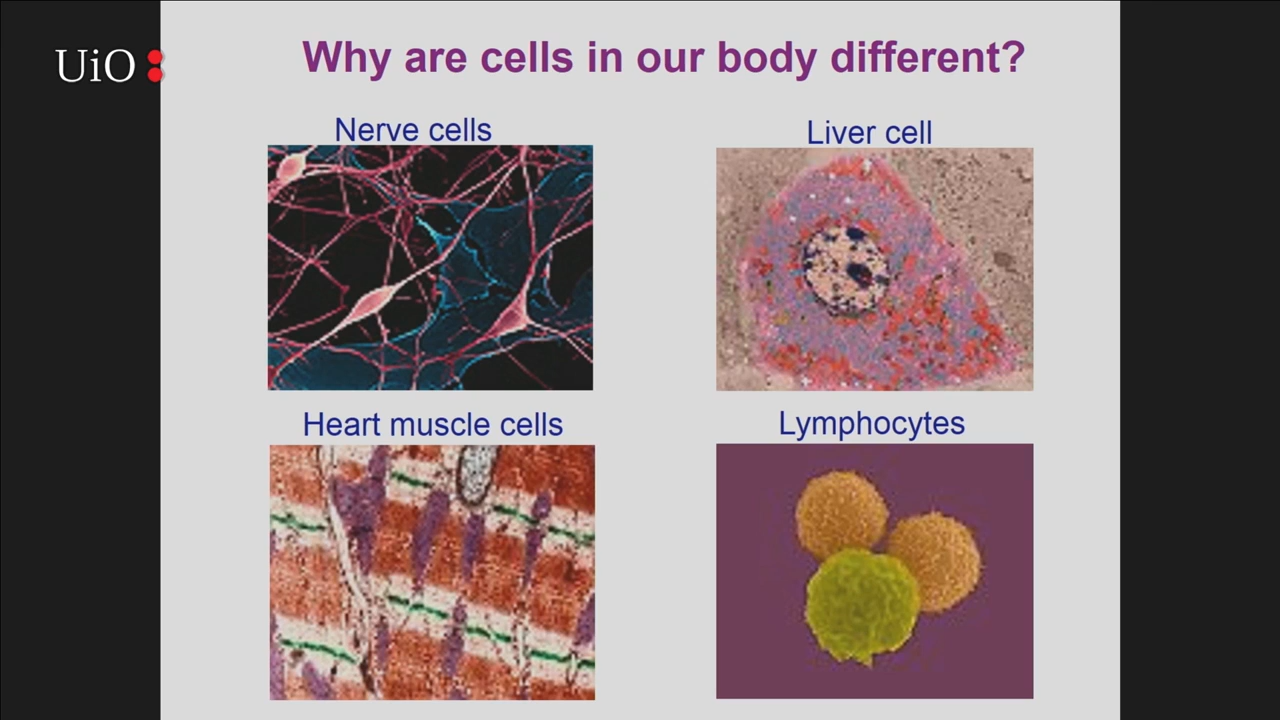 UiO:
Why are cells in our body different?
Nerve cells
Liver cell
Heart muscle cells
Lymphocytes